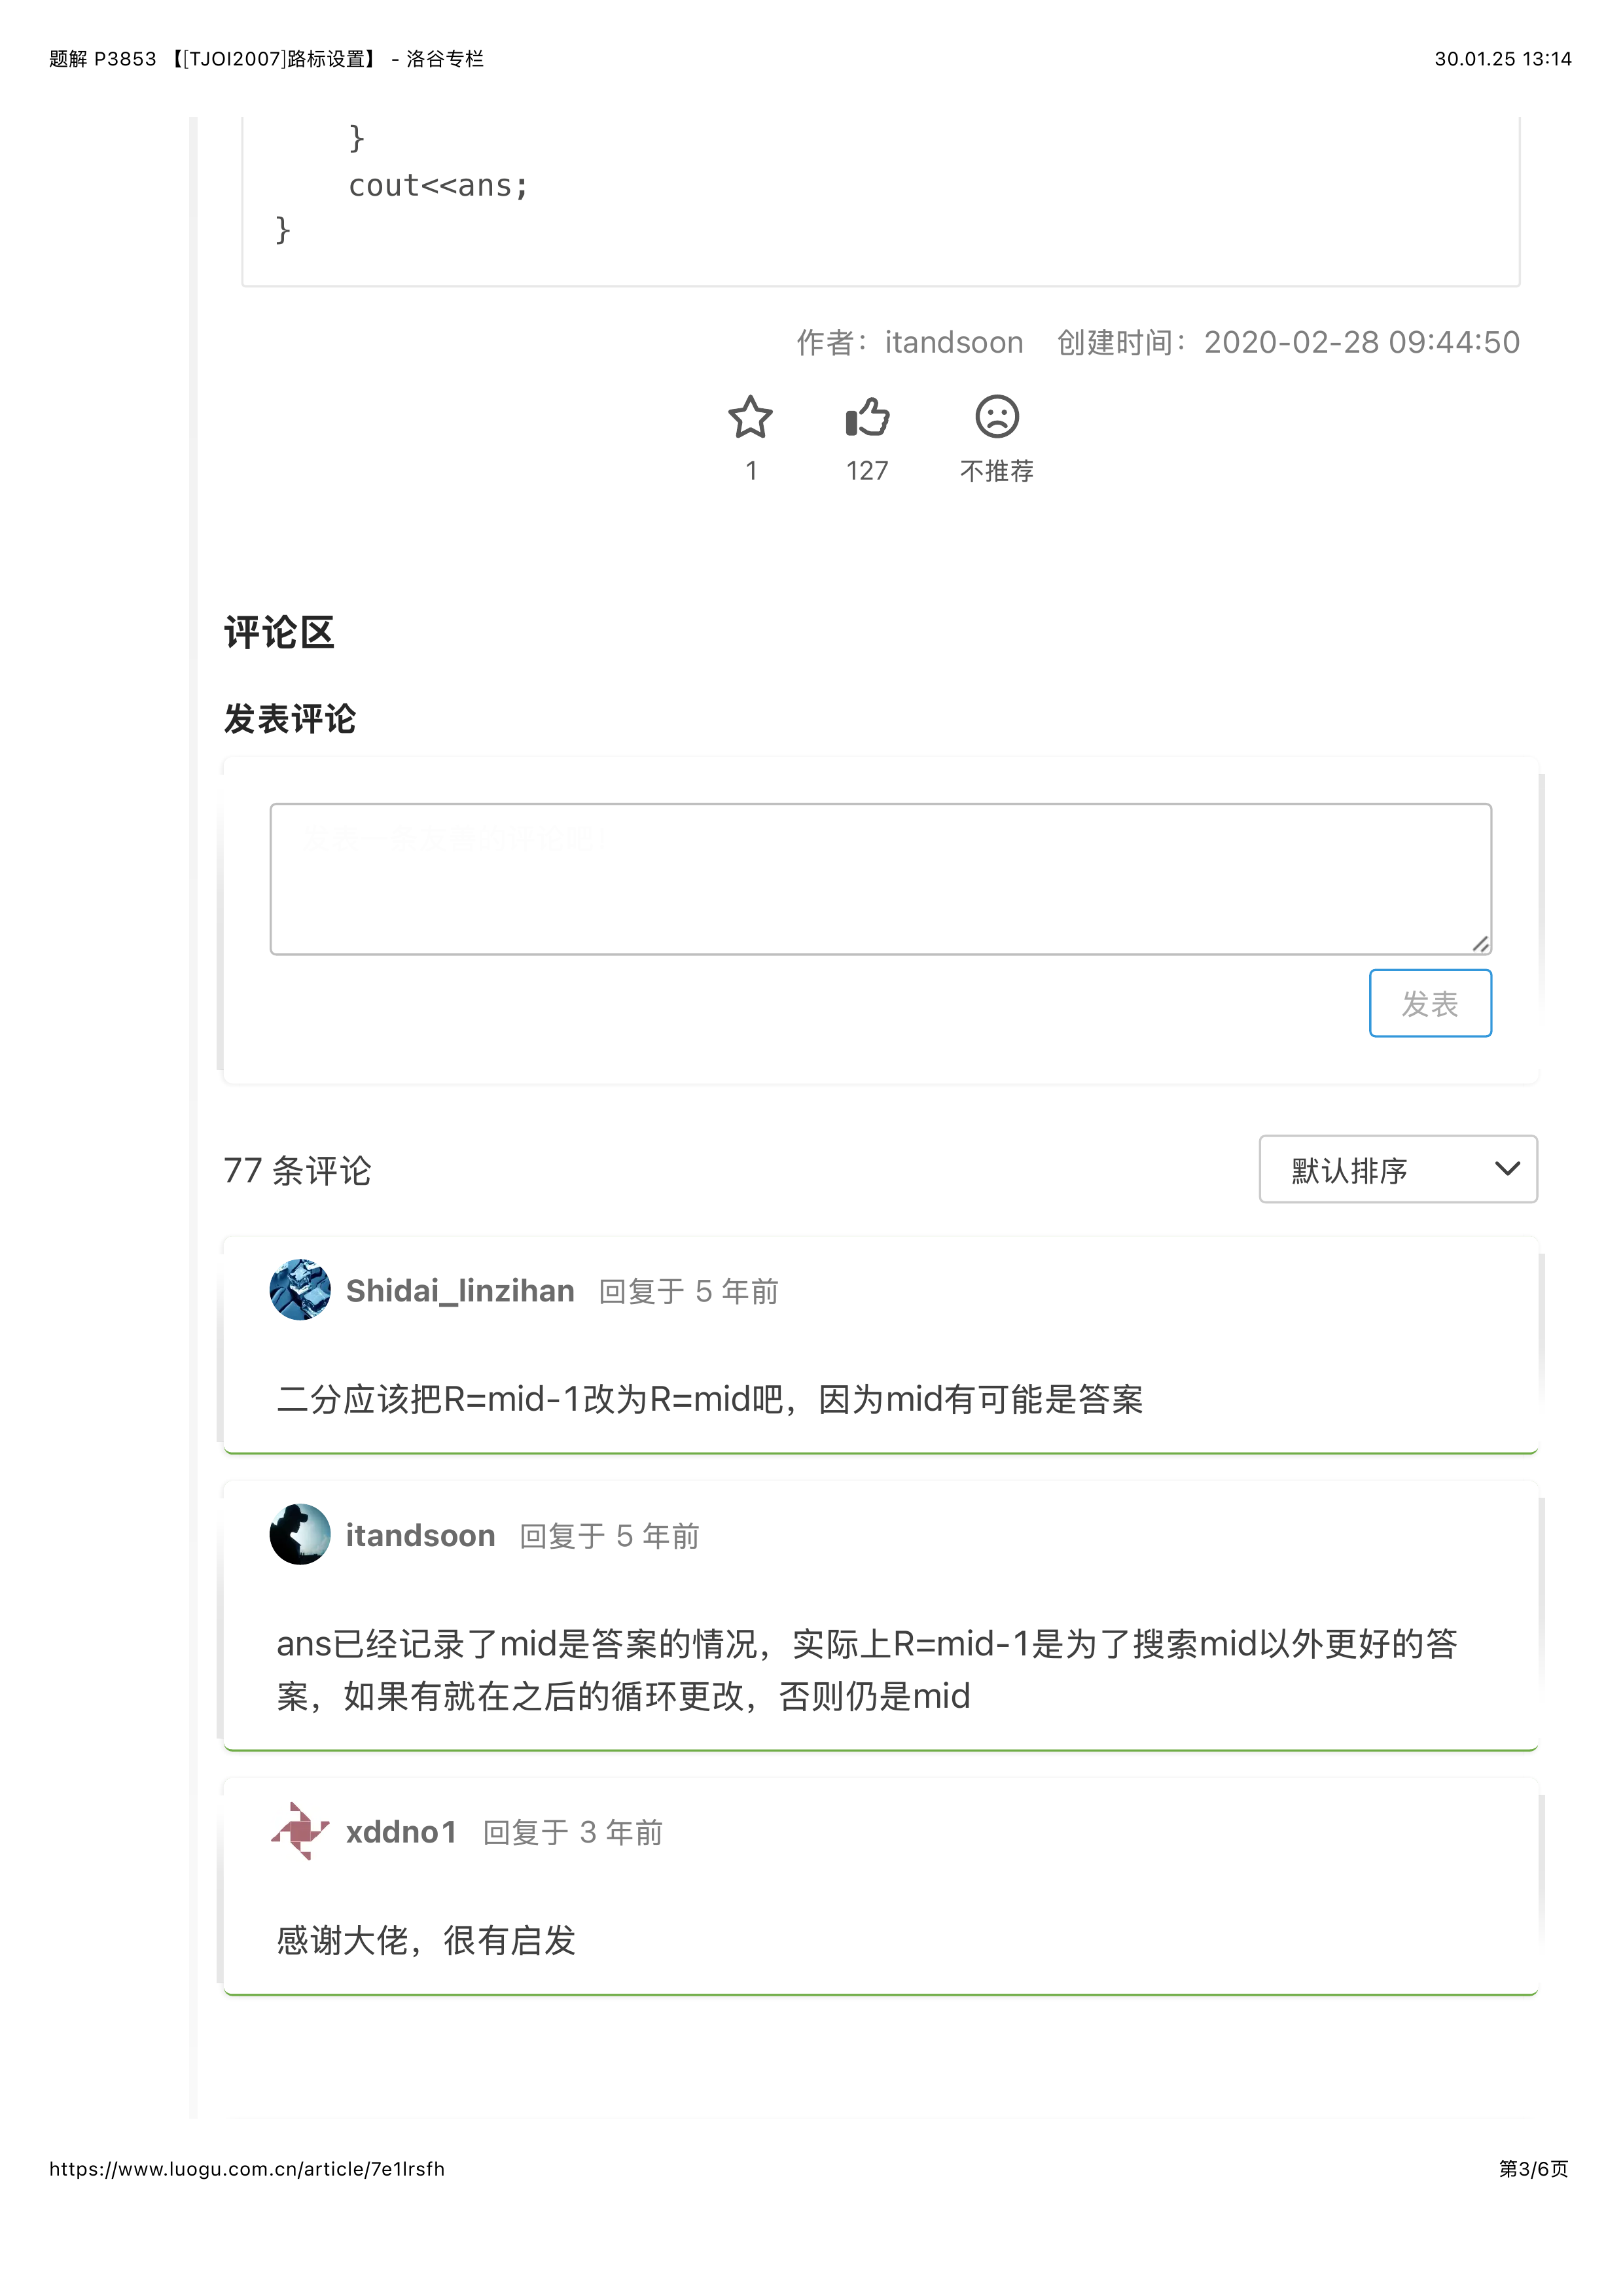 题解 P3853 【[TJOI2007]路标设置】 - 洛谷专栏
30.01.25 13:14
}
cout<<ans;
}
作者：itandsoon 创建时间：2020-02-28 09:44:50
1 127 不推荐
评论区
发表评论
发表
77 条评论
默认排序
Shidai_linzihan 回复于 5 年前
二分应该把R=mid-1改为R=mid吧，因为mid有可能是答案
itandsoon 回复于 5 年前
ans已经记录了mid是答案的情况，实际上R=mid-1是为了搜索mid以外更好的答
案，如果有就在之后的循环更改，否则仍是mid
xddno1 回复于 3 年前
感谢大佬，很有启发
https://www.luogu.com.cn/article/7e1lrsfh
第3/6页